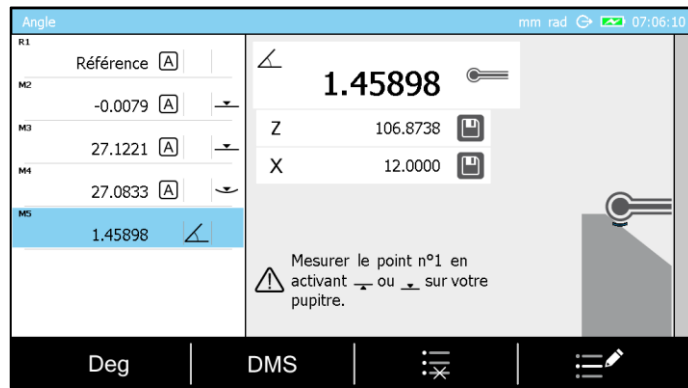 Angle
mm rad 07:06:10
R1
Référence A
M2
-0.0079 A
M3
27.1221 A
M4
27.0833 A
M5
1.45898
1.45898
Z 106.8738
X 12.0000
Mesurer le point n°1 en
activant ou sur votre
pupitre.
Deg
DMS